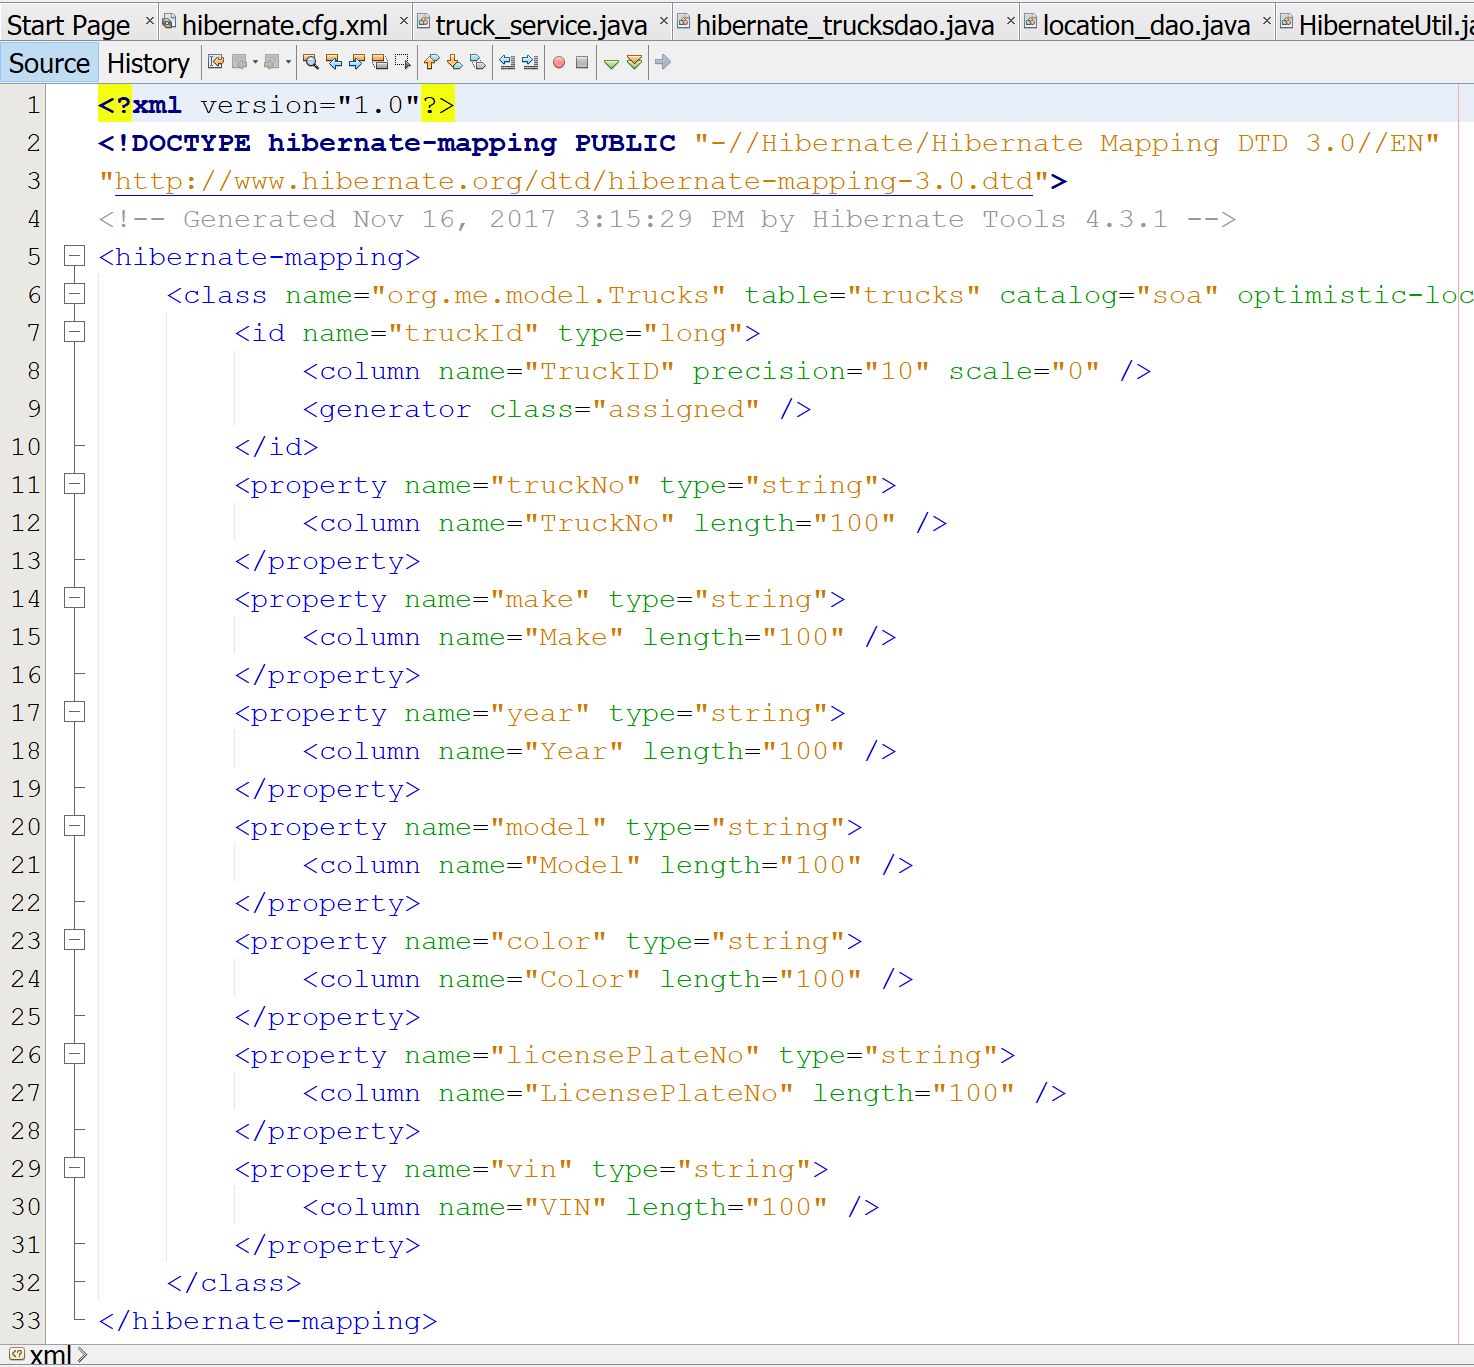 Start Page × hibernate.cfg.xml × truck_service.java × hibernate_trucksdao.java × location_dao.java ×
Source History
1 <?xml version="1.0"?>
2 <!DOCTYPE hibernate-mapping PUBLIC "-//Hibernate/Hibernate Mapping DTD 3.0//EN"
3 "http://www.hibernate.org/dtd/hibernate-mapping-3.0.dtd">
4 <!-- Generated Nov 16, 2017 3:15:29 PM by Hibernate Tools 4.3.1 -->
5 <hibernate-mapping>
6 <class name="org.me.model.Trucks" table="trucks" catalog="soa" optimistic-loc
7 <id name="truckId" type="long">
8 <column name="TruckID" precision="10" scale="0" />
9 <generator class="assigned" />
10 </id>
11 <property name="truckNo" type="string">
12 <column name="TruckNo" length="100" />
13 </property>
14 <property name="make" type="string">
15 <column name="Make" length="100" />
16 </property>
17 <property name="year" type="string">
18 <column name="Year" length="100" />
19 </property>
20 <property name="model" type="string">
21 <column name="Model" length="100" />
22 </property>
23 <property name="color" type="string">
24 <column name="Color" length="100" />
25 </property>
26 <property name="licensePlateNo" type="string">
27 <column name="LicensePlateNo" length="100" />
28 </property>
29 <property name="vin" type="string">
30 <column name="VIN" length="100" />
31 </property>
32 </class>
33 </hibernate-mapping>
xml